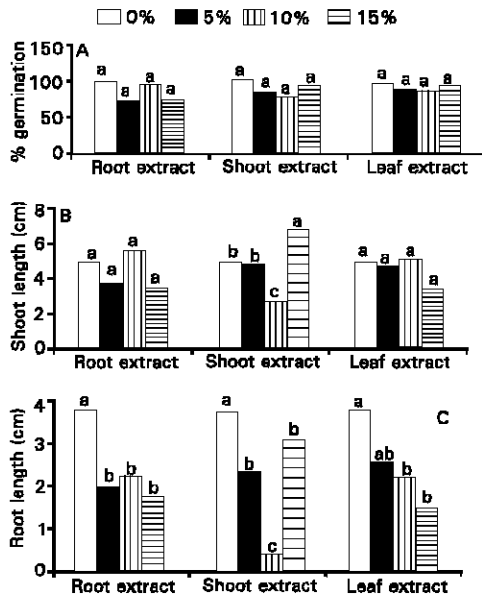 0% 5% 10% 15%
A
% germination
150
100
50
0
a a a a a a a a a a a a
Root extract Shoot extract Leaf extract
B
Shoot length (cm)
8
6
4
2
0
a a a a b b c a a a a a
Root extract Shoot extract Leaf extract
C
Root length (cm)
4
3
2
1
0
a b b b a b c b a ab b b
Root extract Shoot extract Leaf extract